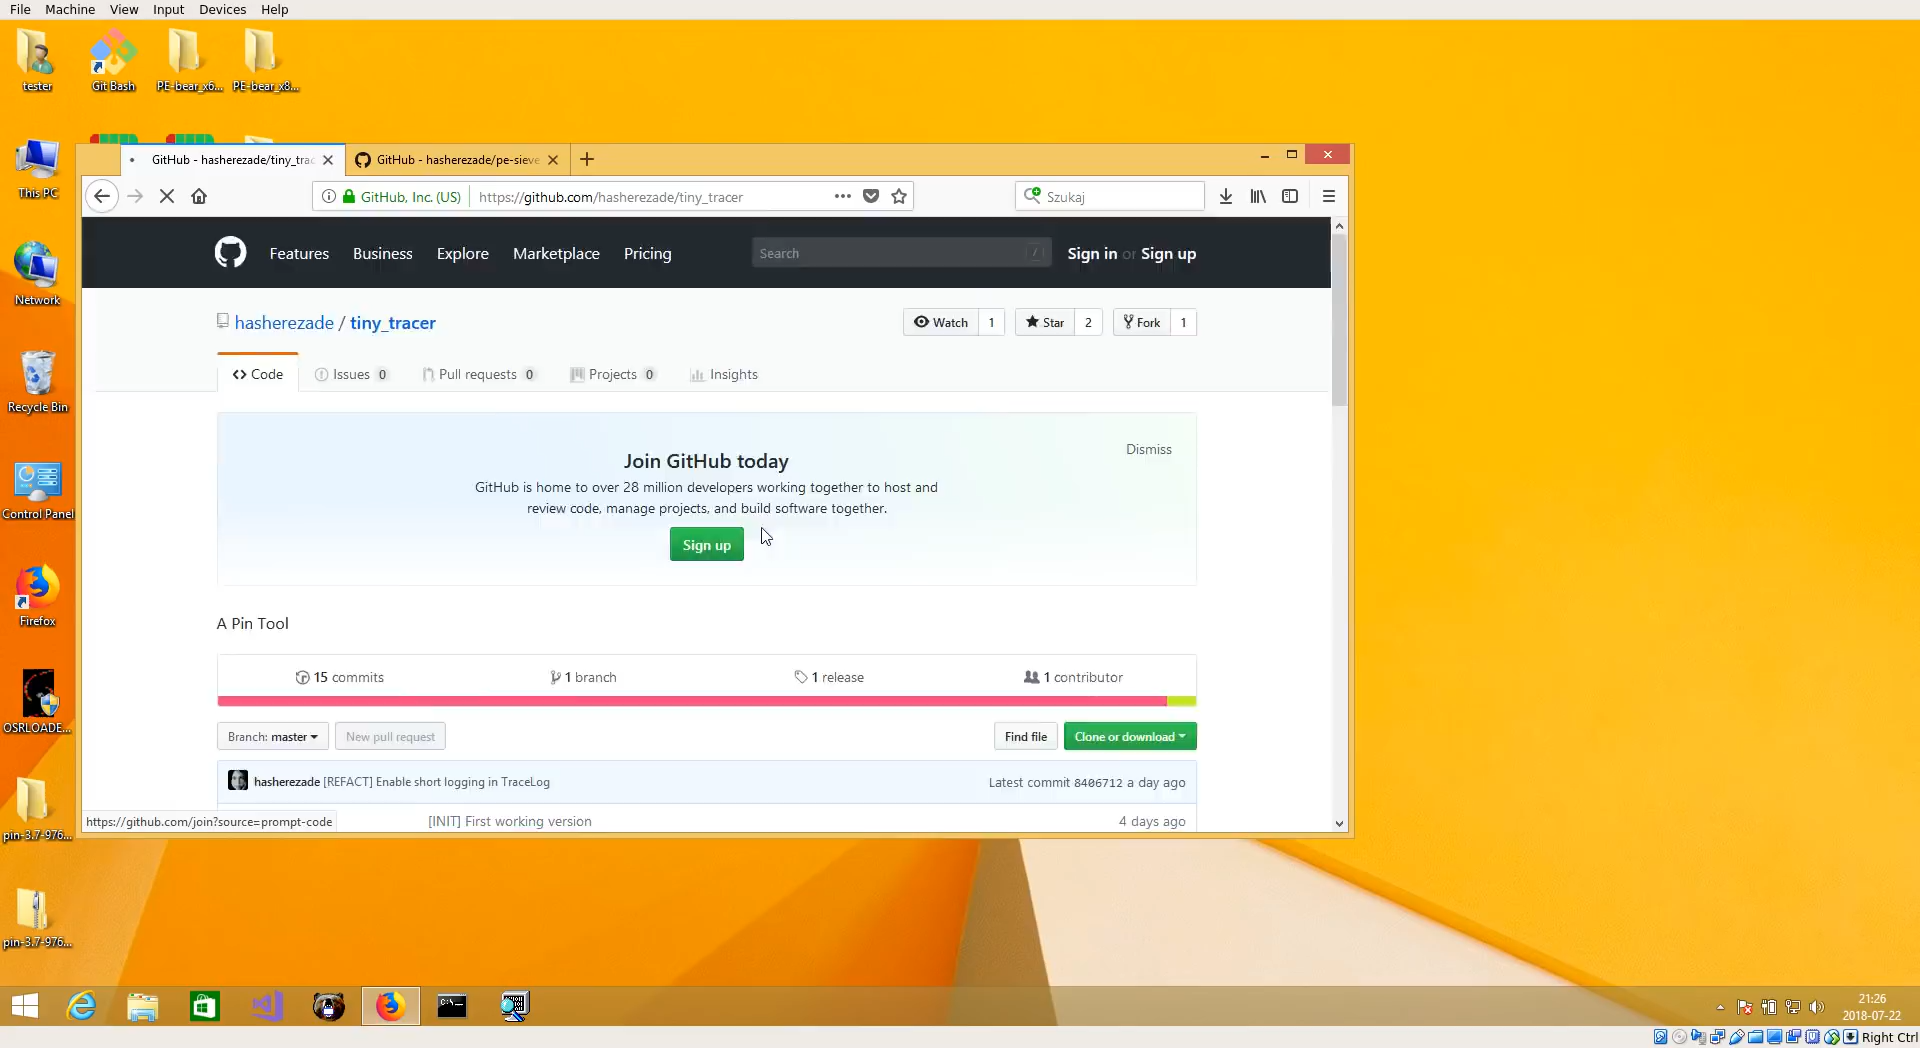 File Machine View Input Devices Help
tester Git Bash PE-bear_x6... PE-bear_x8...
GitHub - hasherezade/tiny_trac GitHub - hasherezade/pe-sieve
This PC
GitHub, Inc. (US) https://github.com/hasherezade/tiny_tracer Szukaj
Features Business Explore Marketplace Pricing Search / Sign in or Sign up
Network
hasherezade / tiny_tracer Watch 1 Star 2 Fork 1
<> Code Issues 0 Pull requests 0 Projects 0 Insights
Recycle Bin
Dismiss
Join GitHub today
GitHub is home to over 28 million developers working together to host and
review code, manage projects, and build software together.
Control Panel
Sign up
Firefox
A Pin Tool
15 commits 1 branch 1 release 1 contributor
OSRLOADE...
Branch: master New pull request Find file Clone or download
hasherezade [REFACT] Enable short logging in TraceLog Latest commit 8406712 a day ago
https://github.com/join?source=prompt-code [INIT] First working version 4 days ago
pin-3.7-976...
pin-3.7-976...
21:26
2018-07-22
Right Ctrl